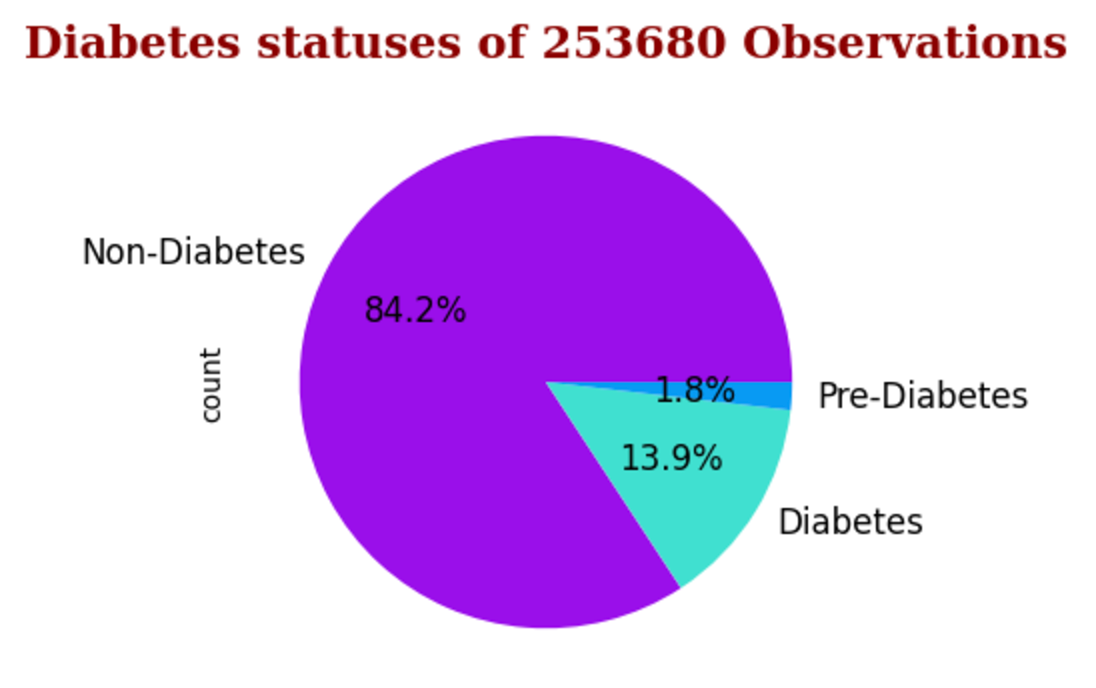 Diabetes statuses of 253680 Observations
Non-Diabetes
84.2%
count
1.8%
Pre-Diabetes
13.9%
Diabetes